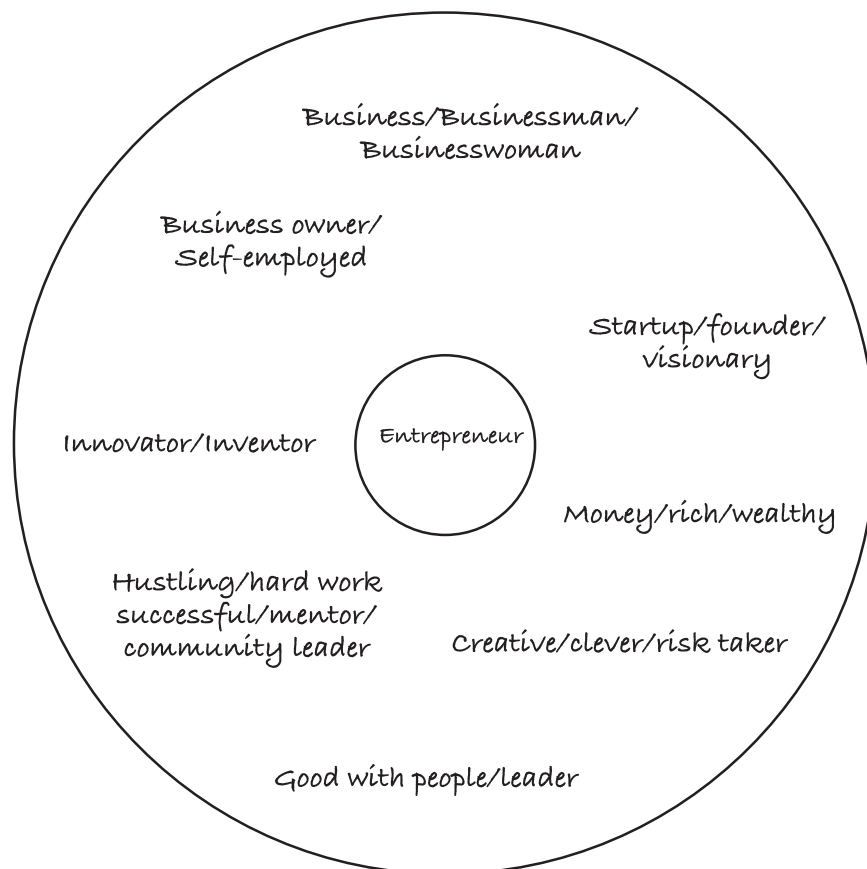 Business/Businessman/
Businesswoman
Business owner/
Self-employed
Startup/founder/
visionary
Innovator/Inventor
Entrepreneur
Money/rich/wealthy
Hustling/hard work
successful/mentor/
community leader
Creative/clever/risk taker
Good with people/leader